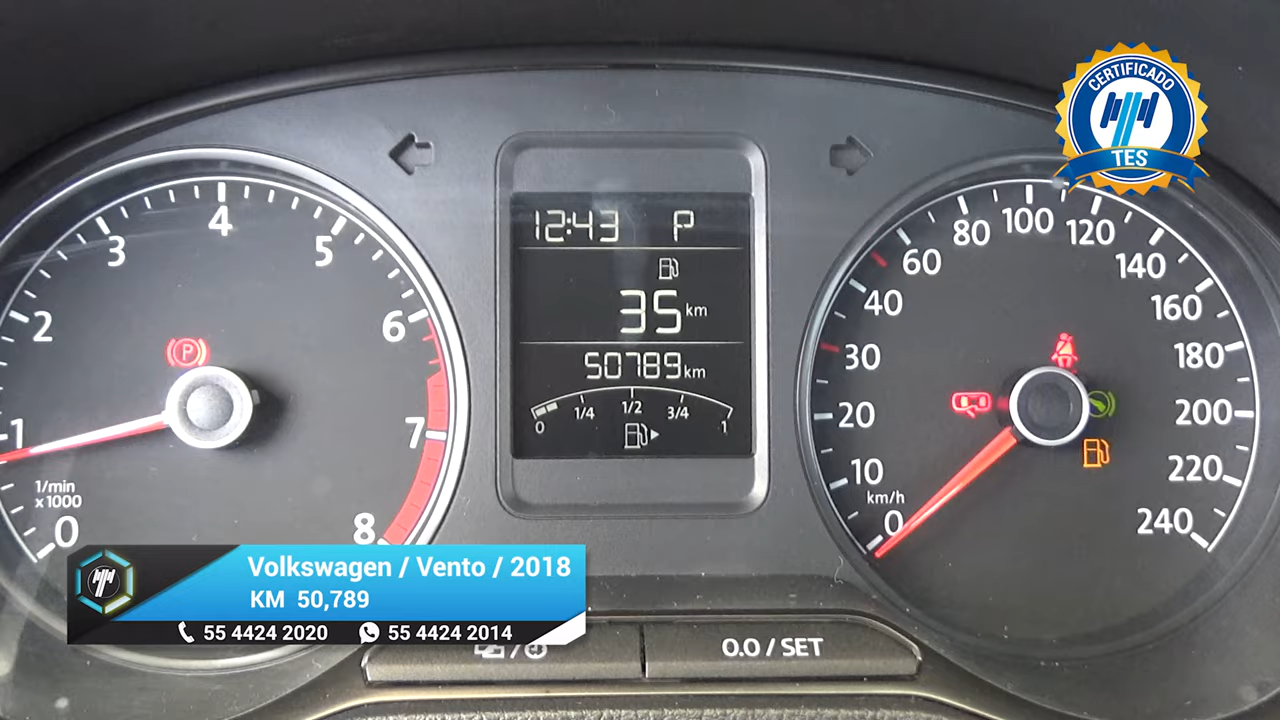 CERTIFICADO
TES
12:43 P
35 km
50789 km
0 1/4 1/2 3/4 1
0 1 2 3 4 5 6 7 8
1/min
x1000
P
0 10 20 30 40 60 80 100 120 140 160 180 200 220 240
km/h
Volkswagen / Vento / 2018
KM 50,789
55 4424 2020 55 4424 2014
0.0 / SET